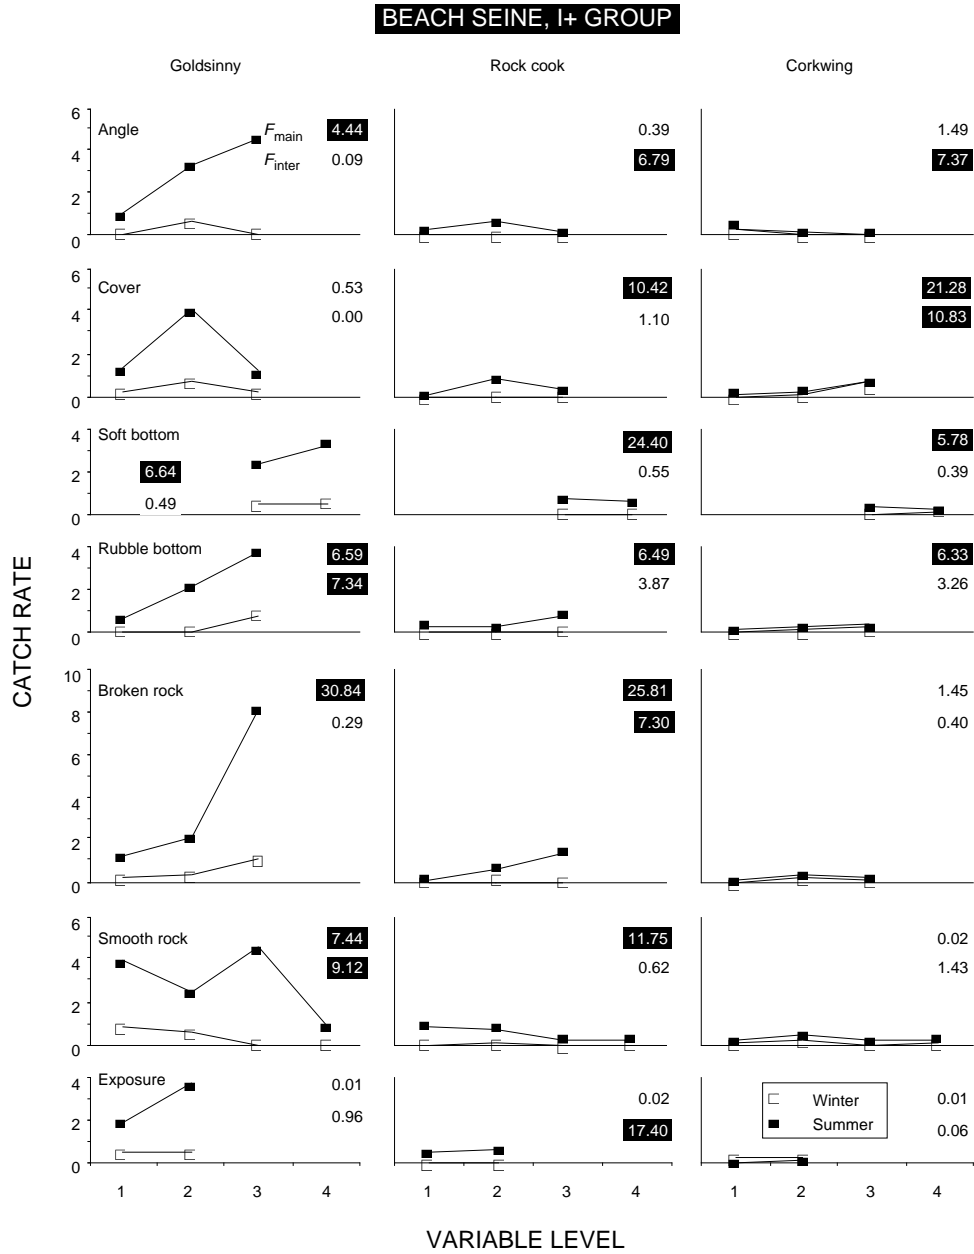 BEACH SEINE, I+ GROUP
Goldsinny Rock cook Corkwing
6
Angle F main 4.44 0.39 1.49
4 F inter 0.09 6.79 7.37
2
0
6
Cover 0.53 10.42 21.28
4 0.00 1.10 10.83
2
0
4 Soft bottom 24.40 5.78
2 6.64 0.55 0.39
0.49
0
4 Rubble bottom 6.59 6.49 6.33
7.34 3.87 3.26
2
0
10
Broken rock 30.84 25.81 1.45
8 0.29 7.30 0.40
6
4
2
0
6
Smooth rock 7.44 11.75 0.02
4 9.12 0.62 1.43
2
0
4 Exposure 0.01 0.02 Winter 0.01
2 0.96 17.40 Summer 0.06
0
1 2 3 4 1 2 3 4 1 2 3 4
CATCH RATE
VARIABLE LEVEL